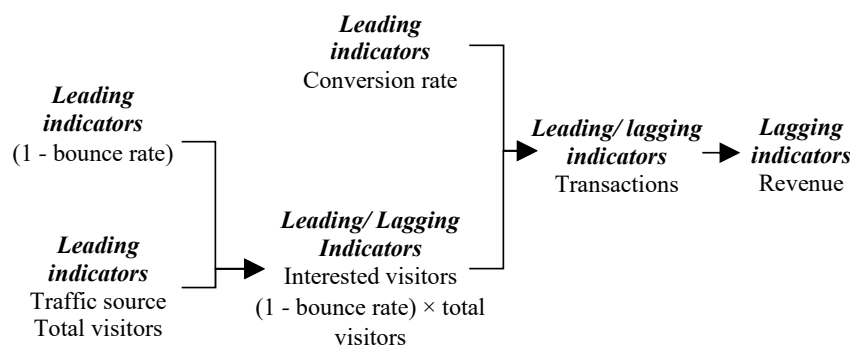 Leading
indicators
Conversion rate
Leading
indicators
(1 - bounce rate)
Leading/ lagging
indicators
Transactions
Lagging
indicators
Revenue
Leading
indicators
Traffic source
Total visitors
Leading/ Lagging
Indicators
Interested visitors
(1 - bounce rate) × total
visitors